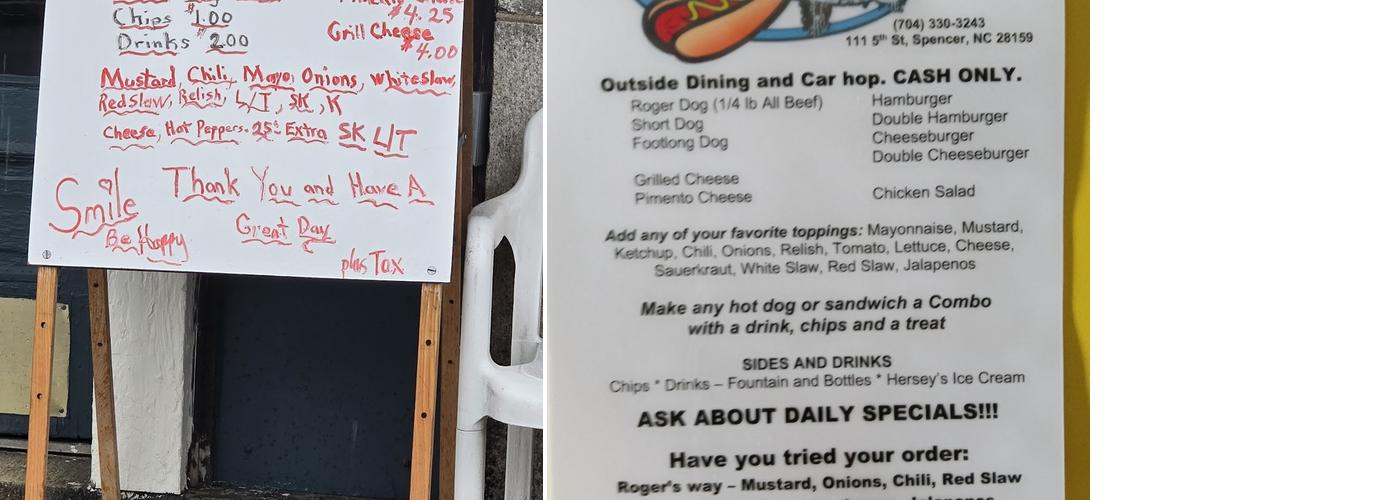 Chips $1.00
Drinks $2.00
$4.25
Grill Cheese
$4.00
Mustard, Chili, Mayo, Onions, White Slaw,
Red Slaw, Relish, L/T, SK, K
Cheese, Hot Peppers. 25¢ Extra SK L/T
Smile
Thank You and Have A
Be Happy
Great Day
plus Tax
(704) 330-3243
111 5th St, Spencer, NC 28159
Outside Dining and Car hop. CASH ONLY.
Roger Dog (1/4 lb All Beef)
Short Dog
Footlong Dog
Hamburger
Double Hamburger
Cheeseburger
Double Cheeseburger
Grilled Cheese
Pimento Cheese
Chicken Salad
Add any of your favorite toppings: Mayonnaise, Mustard,
Ketchup, Chili, Onions, Relish, Tomato, Lettuce, Cheese,
Sauerkraut, White Slaw, Red Slaw, Jalapenos
Make any hot dog or sandwich a Combo
with a drink, chips and a treat
SIDES AND DRINKS
Chips * Drinks – Fountain and Bottles * Hersey's Ice Cream
ASK ABOUT DAILY SPECIALS!!!
Have you tried your order:
Roger's way – Mustard, Onions, Chili, Red Slaw